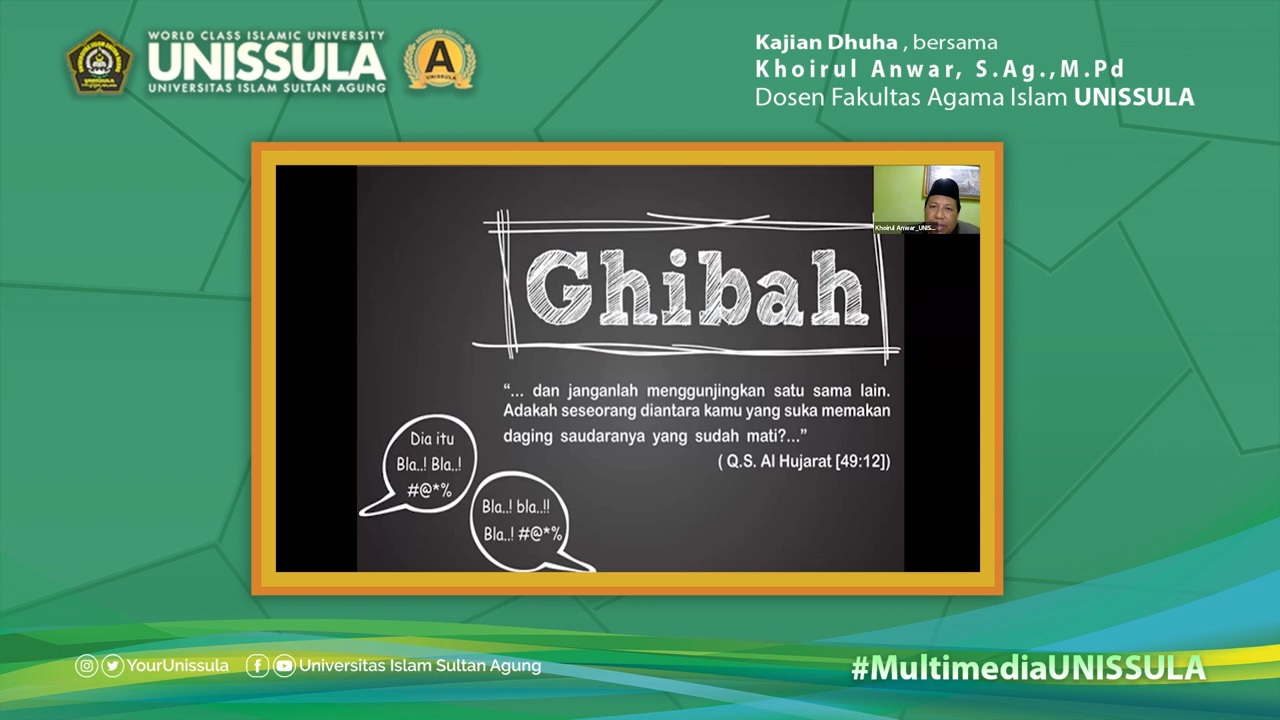 WORLD CLASS ISLAMIC UNIVERSITY
UNISSULA
UNIVERSITAS ISLAM SULTAN AGUNG
A
UNISSULA
Kajian Dhuha , bersama
Khoirul Anwar, S.Ag.,M.Pd
Dosen Fakultas Agama Islam UNISSULA
Khoirul Anwar_UNIS...
Ghibah
“... dan janganlah menggunjingkan satu sama lain.
Adakah seseorang diantara kamu yang suka memakan
daging saudaranya yang sudah mati?...”
( Q.S. Al Hujarat [49:12])
Dia itu
Bla..! Bla..!
#@*%
Bla..! bla..!!
Bla..! #@*%
YourUnissula
Universitas Islam Sultan Agung
#MultimediaUNISSULA